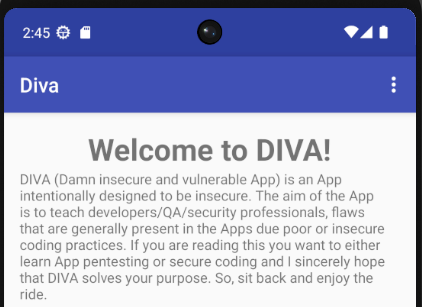 2:45
Diva
Welcome to DIVA!
DIVA (Damn insecure and vulnerable App) is an App
intentionally designed to be insecure. The aim of the App
is to teach developers/QA/security professionals, flaws
that are generally present in the Apps due poor or insecure
coding practices. If you are reading this you want to either
learn App pentesting or secure coding and I sincerely hope
that DIVA solves your purpose. So, sit back and enjoy the
ride.